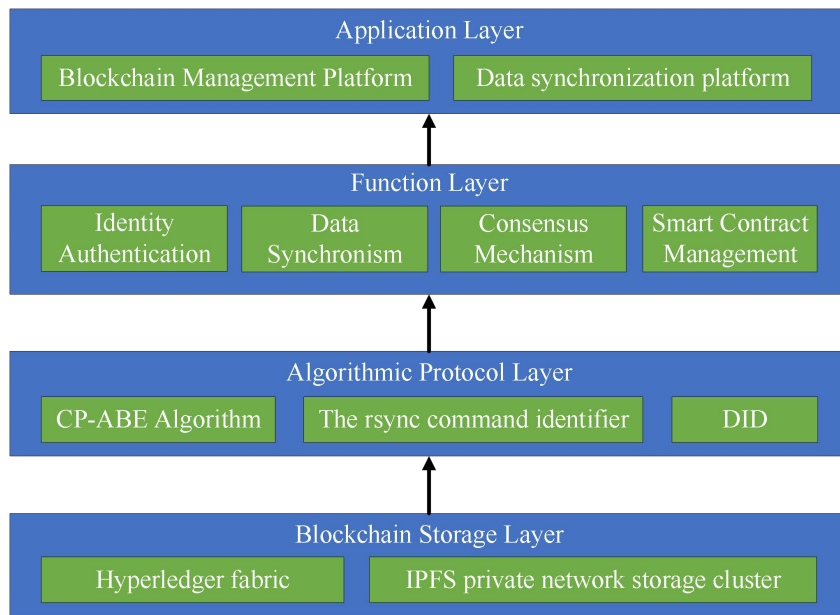 Application Layer
Blockchain Management Platform
Data synchronization platform
Function Layer
Identity
Authentication
Data
Synchronism
Consensus
Mechanism
Smart Contract
Management
Algorithmic Protocol Layer
CP-ABE Algorithm
The rsync command identifier
DID
Blockchain Storage Layer
Hyperledger fabric
IPFS private network storage cluster